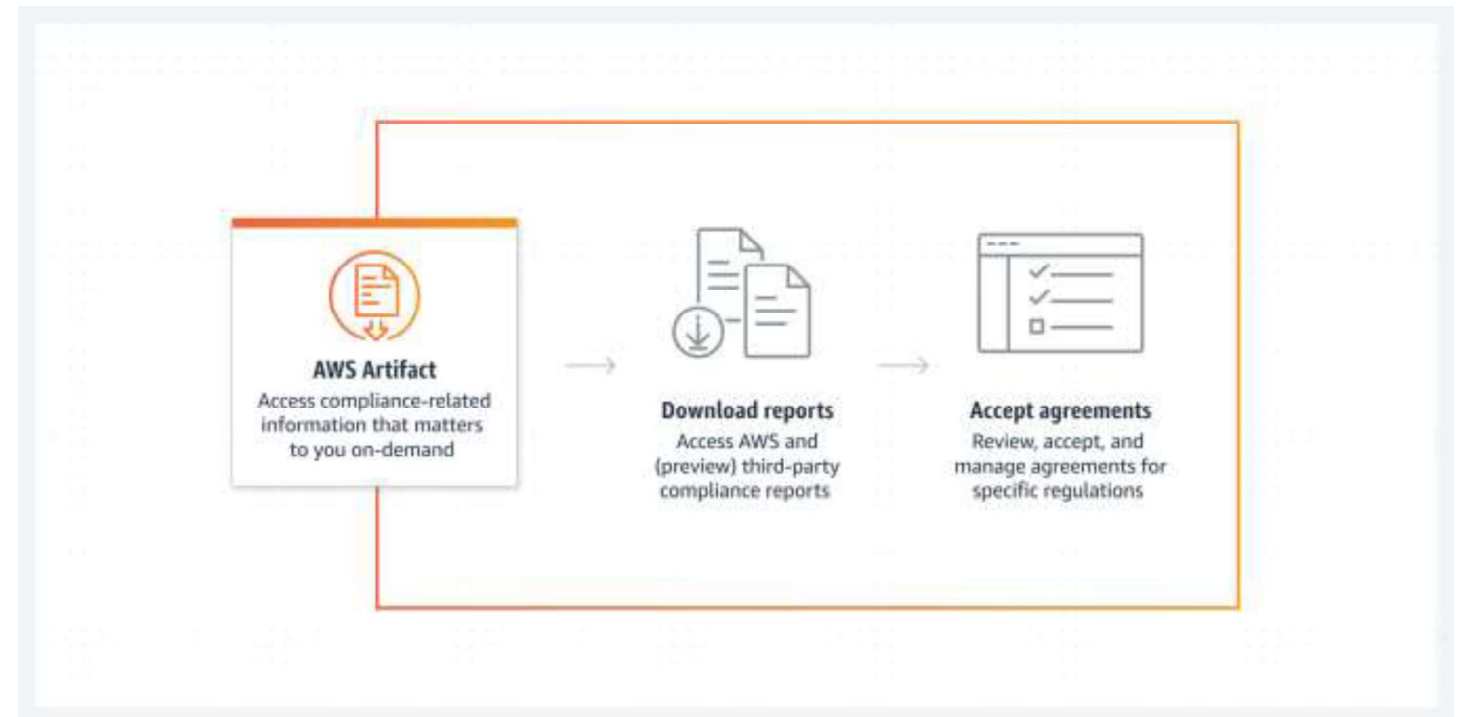 AWS Artifact
Access compliance-related
information that matters
to you on-demand
Download reports
Access AWS and
(preview) third-party
compliance reports
Accept agreements
Review, accept, and
manage agreements for
specific regulations